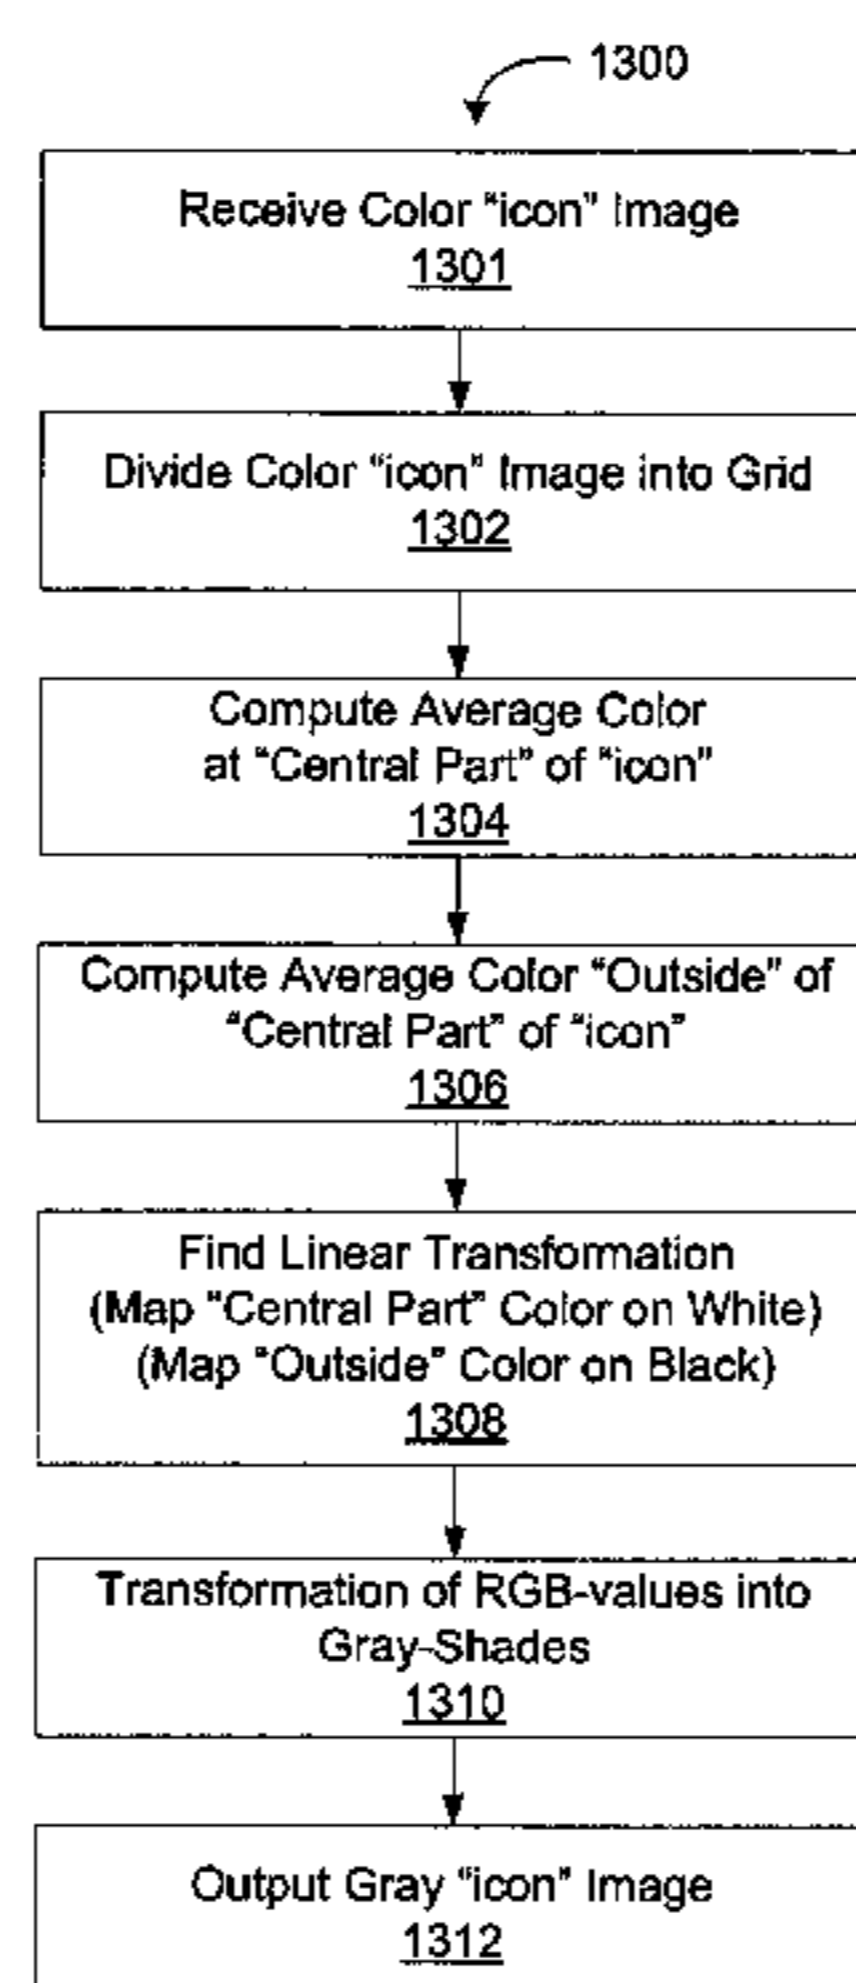 1300
Receive Color “icon” Image
1301
Divide Color “icon” Image into Grid
1302
Compute Average Color
at “Central Part” of “icon”
1304
Compute Average Color “Outside” of
“Central Part” of “icon”
1306
Find Linear Transformation
(Map “Central Part” Color on White)
(Map “Outside” Color on Black)
1308
Transformation of RGB-values into
Gray-Shades
1310
Output Gray “icon” Image
1312